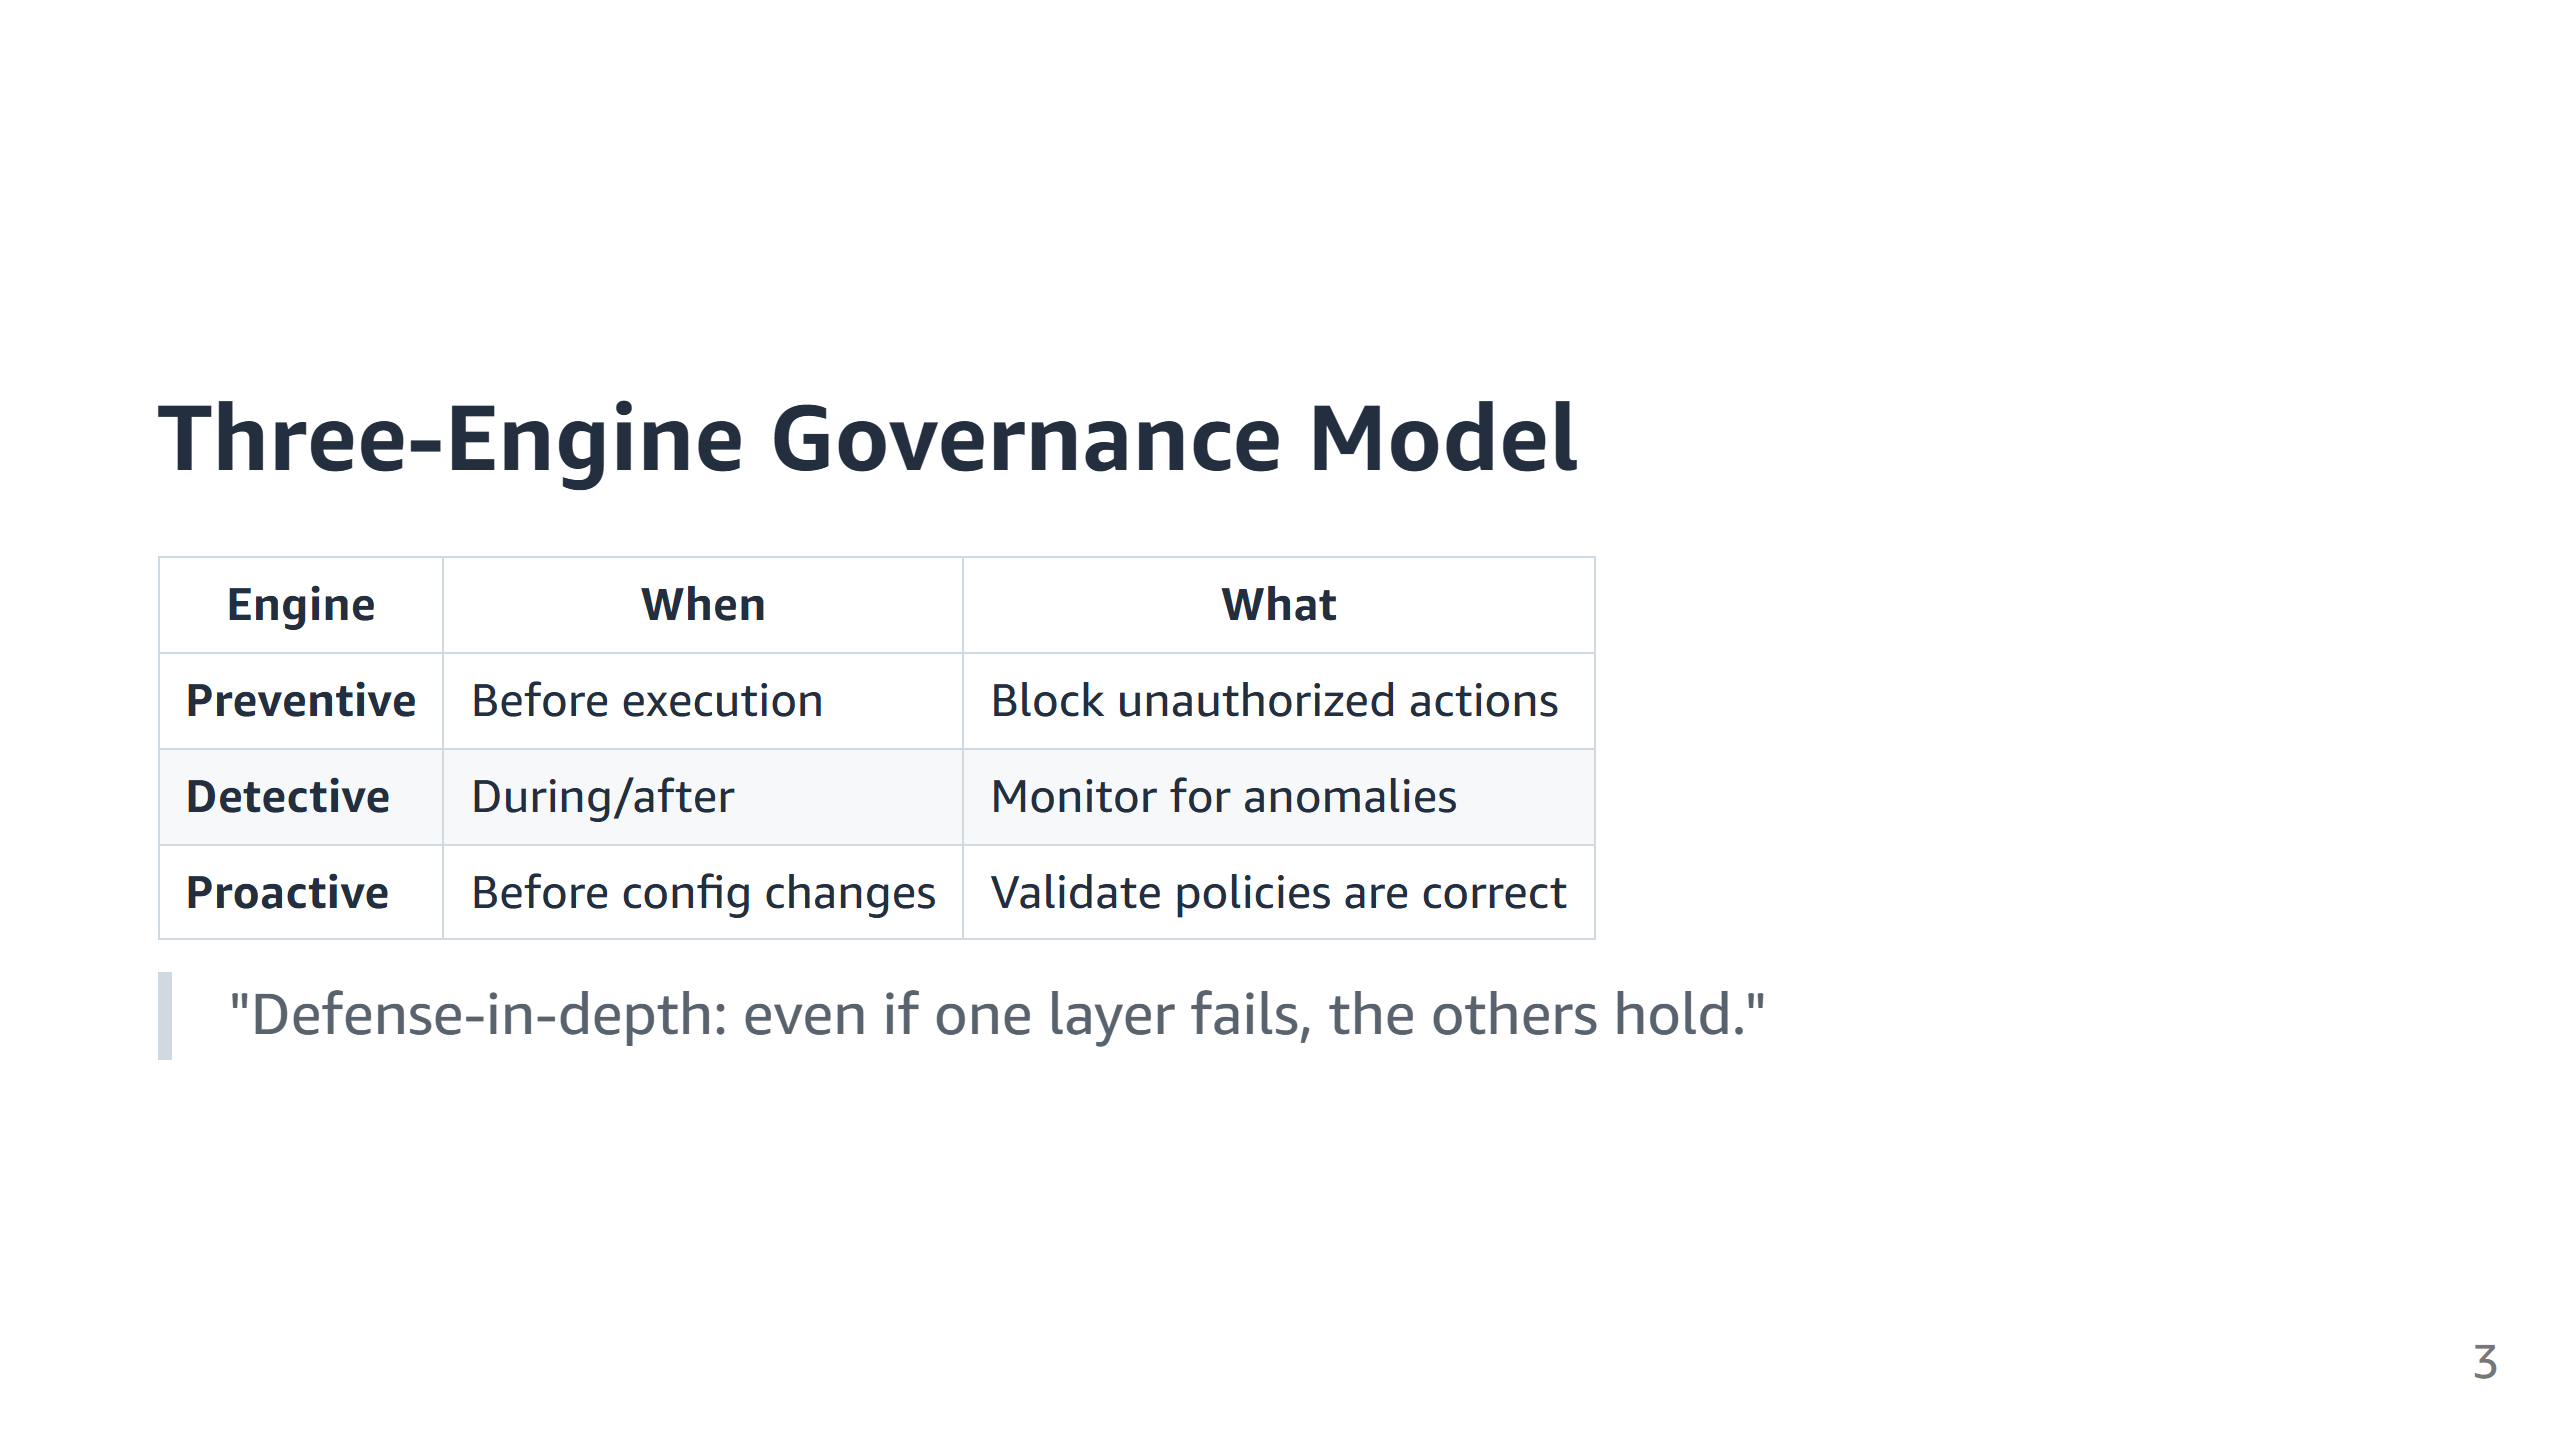 Three-Engine Governance Model
Engine When What
Preventive Before execution Block unauthorized actions
Detective During/after Monitor for anomalies
Proactive Before config changes Validate policies are correct
"Defense-in-depth: even if one layer fails, the others hold."
3